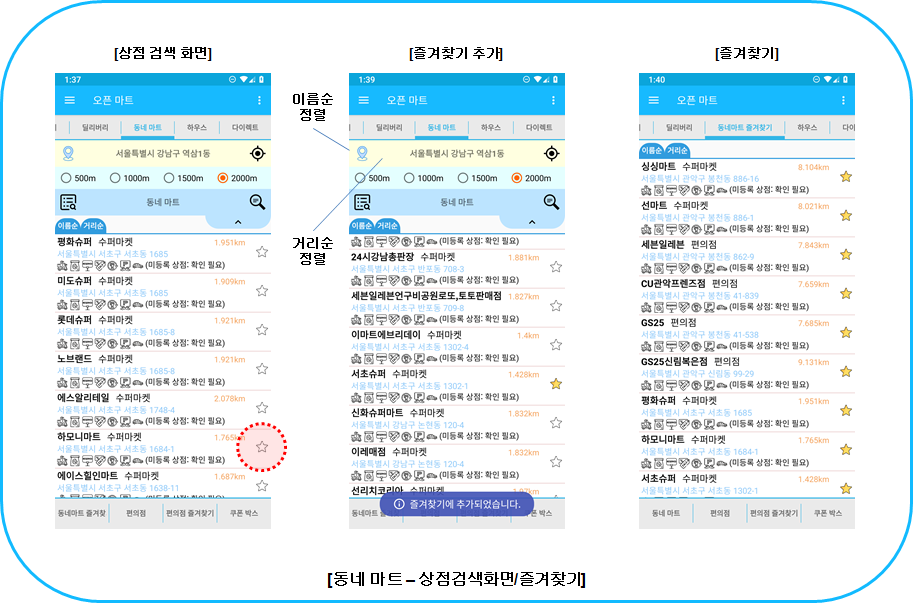 [상점 검색 화면]
1:37
오픈 마트
딜리버리
동네 마트
하우스
다이렉트
서울특별시 강남구 역삼1동
500m
1000m
1500m
2000m
동네 마트
이름순
거리순
평화슈퍼 수퍼마켓 1.951km
서울특별시 서초구 서초동 1685
(미등록 상점: 확인 필요)
미도슈퍼 수퍼마켓 1.909km
서울특별시 서초구 서초동 1685
(미등록 상점: 확인 필요)
롯데슈퍼 수퍼마켓 1.921km
서울특별시 서초구 서초동 1685-8
(미등록 상점: 확인 필요)
노브랜드 수퍼마켓 1.921km
서울특별시 서초구 서초동 1685-8
(미등록 상점: 확인 필요)
에스알리테일 수퍼마켓 2.078km
서울특별시 서초구 서초동 1748-4
(미등록 상점: 확인 필요)
하모니마트 수퍼마켓 1.765km
서울특별시 서초구 서초동 1684-1
(미등록 상점: 확인 필요)
에이스힐인마트 수퍼마켓 1.687km
서울특별시 서초구 서초동 1638-11
동네마트 즐겨찾
편의점
편의점 즐겨찾기
쿠폰 박스
이름순
정렬
거리순
정렬
[즐겨찾기 추가]
1:39
오픈 마트
딜리버리
동네 마트
하우스
다이렉트
서울특별시 강남구 역삼1동
500m
1000m
1500m
2000m
동네 마트
이름순
거리순
(미등록 상점: 확인 필요)
24시강남총판장 수퍼마켓 1.881km
서울특별시 서초구 반포동 708-3
(미등록 상점: 확인 필요)
세븐일레븐언구비공원로또,토토판매점 1.827km
서울특별시 서초구 반포동 709-8
(미등록 상점: 확인 필요)
이마트에브리데이 수퍼마켓 1.4km
서울특별시 서초구 서초동 1302-4
(미등록 상점: 확인 필요)
서초슈퍼 수퍼마켓 1.428km
서울특별시 서초구 서초동 1302-1
(미등록 상점: 확인 필요)
신화슈퍼마트 수퍼마켓 1.832km
서울특별시 강남구 논현동 120-4
(미등록 상점: 확인 필요)
이레매점 수퍼마켓 1.832km
서울특별시 강남구 논현동 120-4
(미등록 상점: 확인 필요)
선리치코리아 수퍼마켓
즐겨찾기에 추가되었습니다.
동네마트 즐
쿠폰 박스
[즐겨찾기]
1:40
오픈 마트
딜리버리
동네마트 즐겨찾기
하우스
다이
이름순
거리순
싱싱마트 수퍼마켓 8.104km
서울특별시 관악구 봉천동 886-16
(미등록 상점: 확인 필요)
선마트 수퍼마켓 8.021km
서울특별시 관악구 봉천동 886-1
(미등록 상점: 확인 필요)
세븐일레븐 편의점 7.843km
서울특별시 관악구 봉천동 862-9
(미등록 상점: 확인 필요)
CU관악프렌즈점 편의점 7.659km
서울특별시 관악구 봉천동 41-839
(미등록 상점: 확인 필요)
GS25 편의점 7.685km
서울특별시 관악구 봉천동 41-538
(미등록 상점: 확인 필요)
GS25신림복은점 편의점 9.131km
서울특별시 관악구 신림동 99-29
(미등록 상점: 확인 필요)
평화슈퍼 수퍼마켓 1.951km
서울특별시 서초구 서초동 1685
(미등록 상점: 확인 필요)
하모니마트 수퍼마켓 1.765km
서울특별시 서초구 서초동 1684-1
(미등록 상점: 확인 필요)
서초슈퍼 수퍼마켓 1.428km
서울특별시 서초구 서초동 1302-1
동네 마트
편의점
편의점 즐겨찾기
쿠폰 박스
[동네 마트 – 상점검색화면/즐겨찾기]